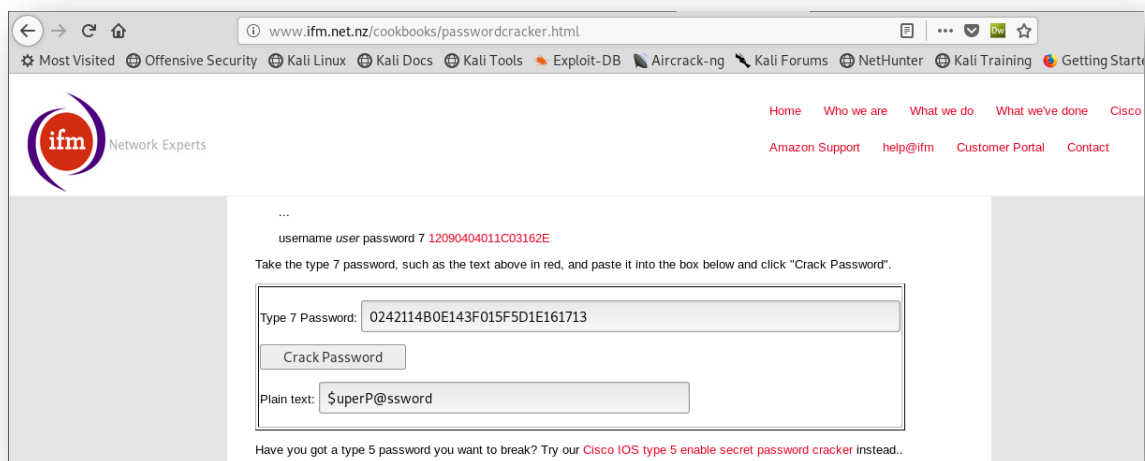 www.ifm.net.nz/cookbooks/passwordcracker.html
Dw
Most Visited Offensive Security Kali Linux Kali Docs Kali Tools Exploit-DB Aircrack-ng Kali Forums NetHunter Kali Training Getting Starte
ifm Network Experts
Home Who we are What we do What we've done Cisco
Amazon Support help@ifm Customer Portal Contact
...
username user password 7 12090404011C03162E
Take the type 7 password, such as the text above in red, and paste it into the box below and click "Crack Password".
Type 7 Password: 0242114B0E143F015F5D1E161713
Crack Password
Plain text: $uperP@ssword
Have you got a type 5 password you want to break? Try our Cisco IOS type 5 enable secret password cracker instead..